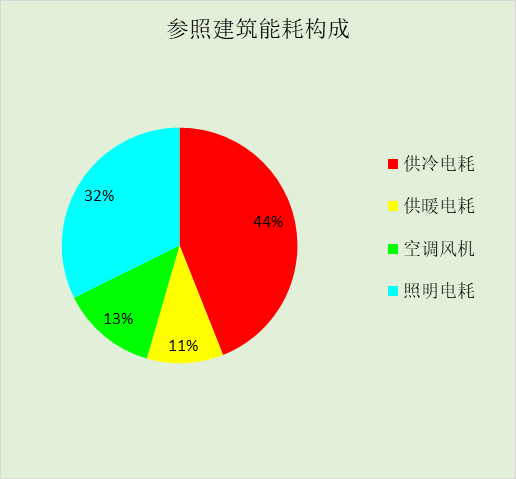 参照建筑能耗构成
32%
44%
13%
11%
供冷电耗
供暖电耗
空调风机
照明电耗